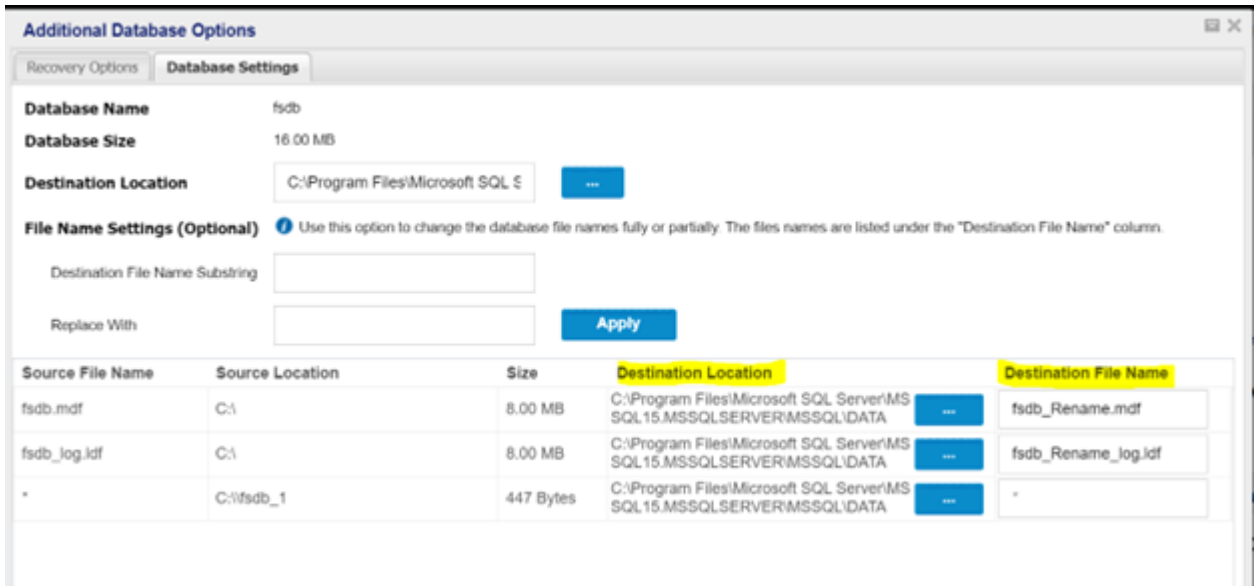 Additional Database Options
Recovery Options Database Settings
Database Name fsdb
Database Size 16.00 MB
Destination Location C:\Program Files\Microsoft SQL S ...
File Name Settings (Optional) Use this option to change the database file names fully or partially. The files names are listed under the "Destination File Name" column.
Destination File Name Substring
Replace With Apply
Source File Name Source Location Size Destination Location Destination File Name
fsdb.mdf C:\ 8.00 MB C:\Program Files\Microsoft SQL Server\MS ... fsdb_Rename.mdf
SQL15.MSSQLSERVER\MSSQL\DATA
fsdb_log.ldf C:\ 8.00 MB C:\Program Files\Microsoft SQL Server\MS ... fsdb_Rename_log.ldf
SQL15.MSSQLSERVER\MSSQL\DATA
* C:\\fsdb_1 447 Bytes C:\Program Files\Microsoft SQL Server\MS ... *
SQL15.MSSQLSERVER\MSSQL\DATA